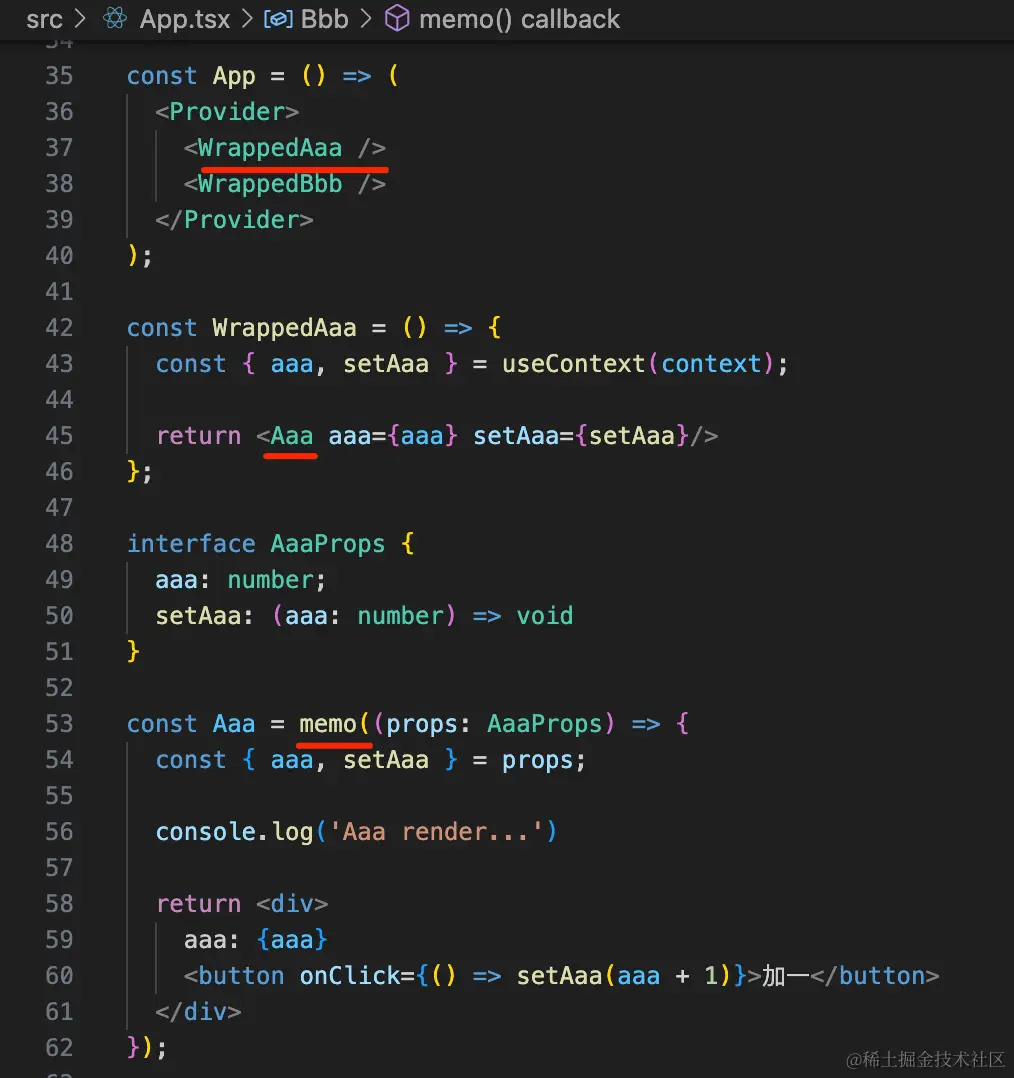 src > App.tsx > Bbb > memo() callback
34
35 const App = () => (
36   <Provider>
37     <WrappedAaa />
38     <WrappedBbb />
39   </Provider>
40 );
41
42 const WrappedAaa = () => {
43   const { aaa, setAaa } = useContext(context);
44
45   return <Aaa aaa={aaa} setAaa={setAaa}/>
46 };
47
48 interface AaaProps {
49   aaa: number;
50   setAaa: (aaa: number) => void
51 }
52
53 const Aaa = memo((props: AaaProps) => {
54   const { aaa, setAaa } = props;
55
56   console.log('Aaa render...')
57
58   return <div>
59     aaa: {aaa}
60     <button onClick={() => setAaa(aaa + 1)}>加一</button>
61   </div>
62 });
@稀土掘金技术社区